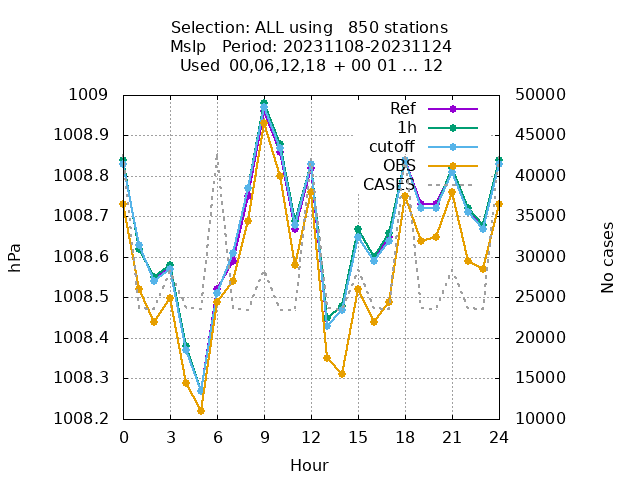 Selection: ALL using   850 stations
Mslp   Period: 20231108-20231124
Used  00,06,12,18 + 00 01 ... 12
1009
1008.9
1008.8
1008.7
1008.6
1008.5
1008.4
1008.3
1008.2
hPa
50000
45000
40000
35000
30000
25000
20000
15000
10000
No cases
Ref
1h
cutoff
OBS
CASES
0 3 6 9 12 15 18 21 24
Hour